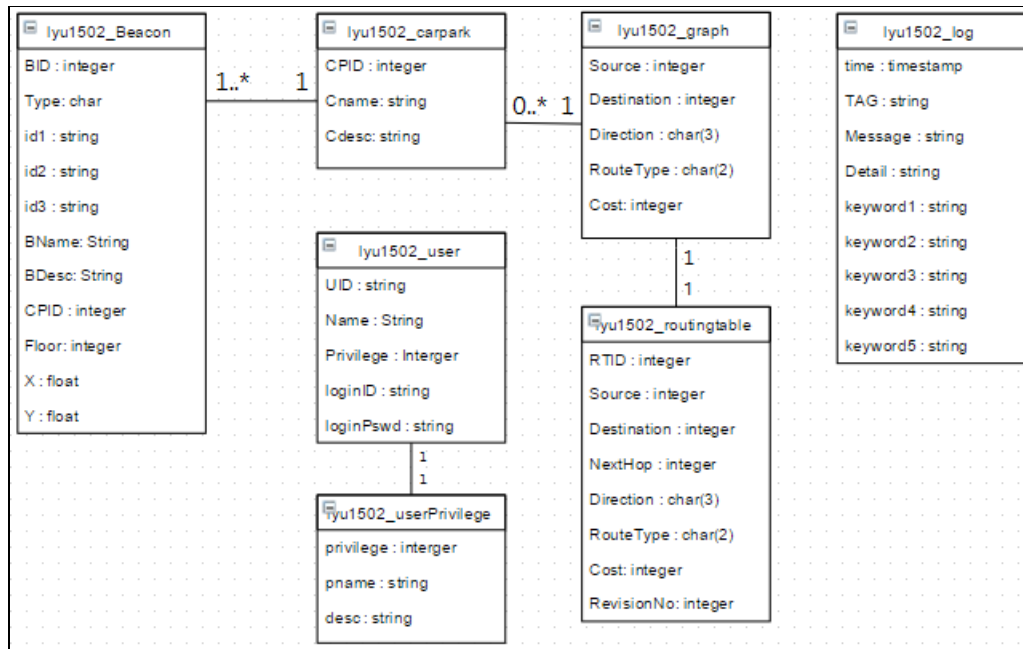 lyu1502_Beacon
BID : integer
Type: char
id1 : string
id2 : string
id3 : string
BName: String
BDesc: String
CPID : integer
Floor: integer
X : float
Y : float
1..* 1
lyu1502_carpark
CPID : integer
Cname: string
Cdesc: string
0..* 1
lyu1502_graph
Source : integer
Destination : integer
Direction : char(3)
RouteType : char(2)
Cost: integer
1
1
lyu1502_routingtable
RTID : integer
Source : integer
Destination : integer
NextHop : integer
Direction : char(3)
RouteType : char(2)
Cost: integer
RevisionNo: integer
lyu1502_user
UID : string
Name : String
Privilege : Interger
loginID : string
loginPswd : string
1
1
lyu1502_userPrivilege
privilege : interger
pname : string
desc : string
lyu1502_log
time : timestamp
TAG : string
Message : string
Detail : string
keyword1 : string
keyword2 : string
keyword3 : string
keyword4 : string
keyword5 : string